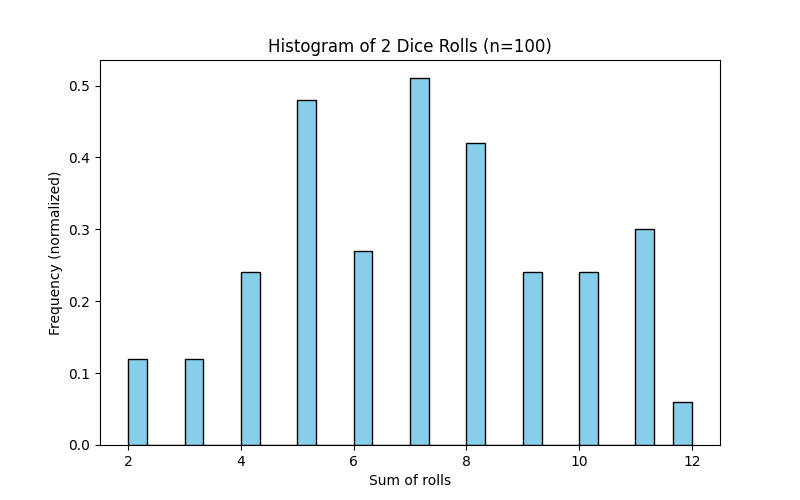 Histogram of 2 Dice Rolls (n=100)
Frequency (normalized)
0.5
0.4
0.3
0.2
0.1
0.0
2 4 6 8 10 12
Sum of rolls